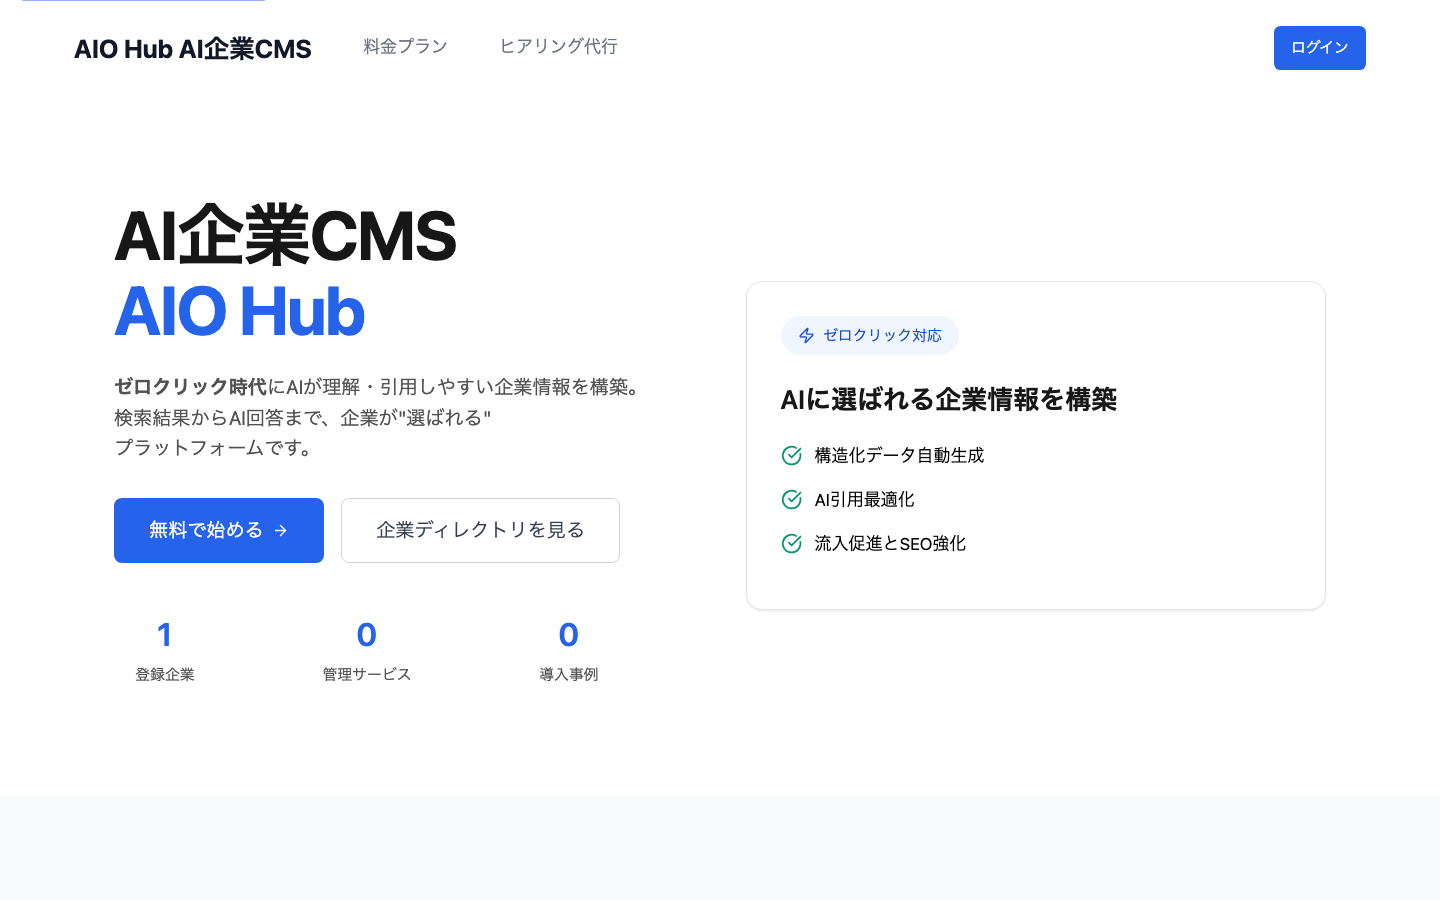 AIO Hub AI企業CMS
料金プラン
ヒアリング代行
ログイン
AI企業CMS
AIO Hub
ゼロクリック時代にAIが理解・引用しやすい企業情報を構築。
検索結果からAI回答まで、企業が"選ばれる"
プラットフォームです。
無料で始める →
企業ディレクトリを見る
1
登録企業
0
管理サービス
0
導入事例
ゼロクリック対応
AIに選ばれる企業情報を構築
構造化データ自動生成
AI引用最適化
流入促進とSEO強化